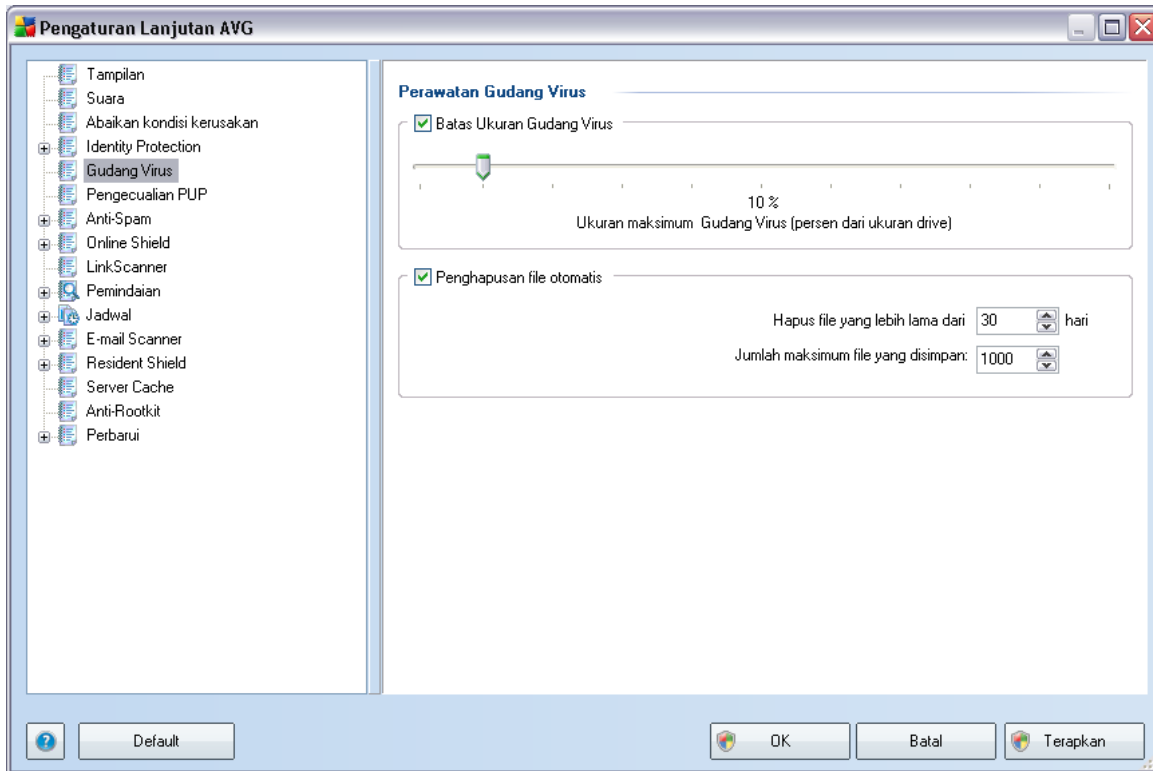 Pengaturan Lanjutan AVG
Tampilan
Suara
Abaikan kondisi kerusakan
Identity Protection
Gudang Virus
Pengecualian PUP
Anti-Spam
Online Shield
LinkScanner
Pemindaian
Jadwal
E-mail Scanner
Resident Shield
Server Cache
Anti-Rootkit
Perbarui
Perawatan Gudang Virus
Batas Ukuran Gudang Virus
10 %
Ukuran maksimum Gudang Virus (persen dari ukuran drive)
Penghapusan file otomatis
Hapus file yang lebih lama dari 30 hari
Jumlah maksimum file yang disimpan: 1000
? Default OK Batal Terapkan